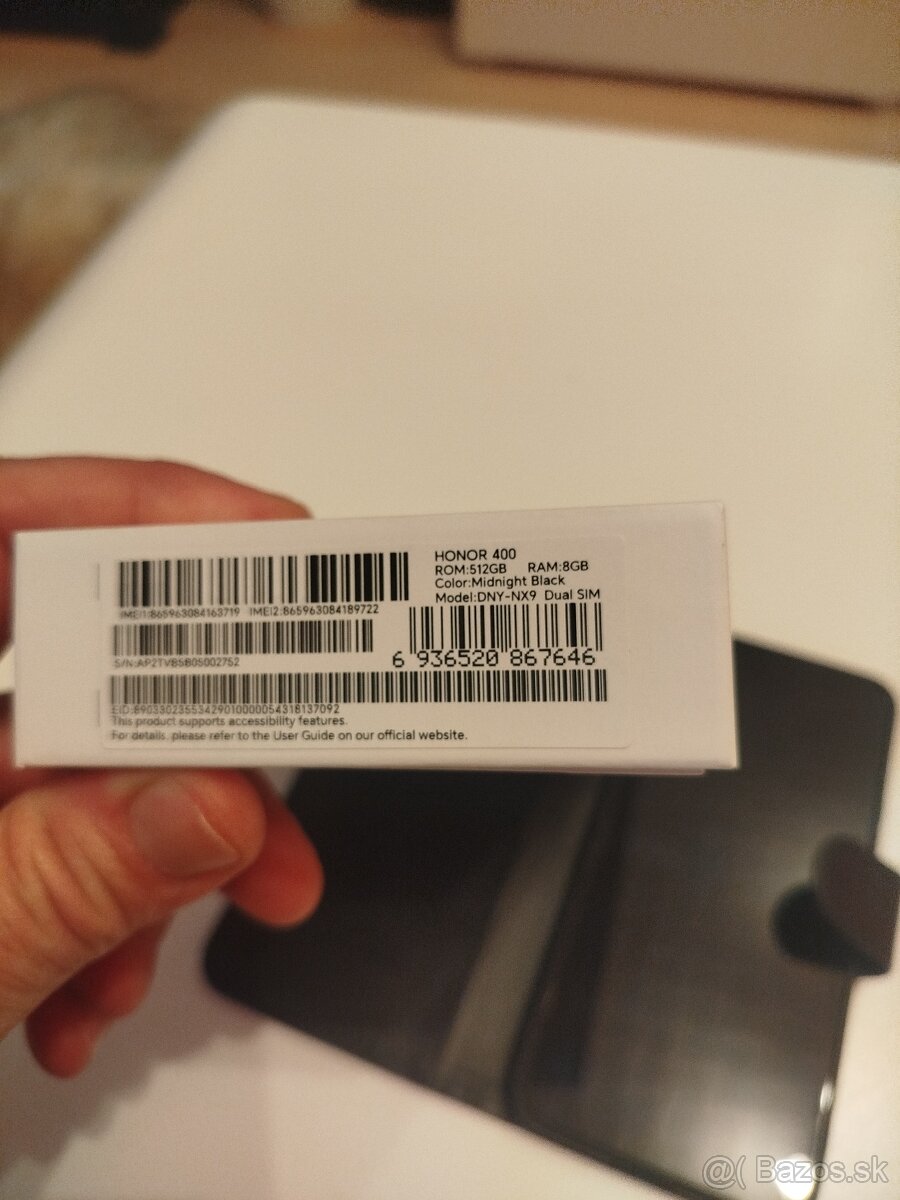 HONOR 400
ROM:512GB RAM:8GB
Color:Midnight Black
Model:DNY-NX9 Dual SIM
IMEI1:865963084163719 IMEI2:865963084189722
S/N:AP2TVB5B05002752
6 936520 867646
EID:89033023553429010000054318137092
This product supports accessibility features.
For details, please refer to the User Guide on our official website.
@( Bazos.sk